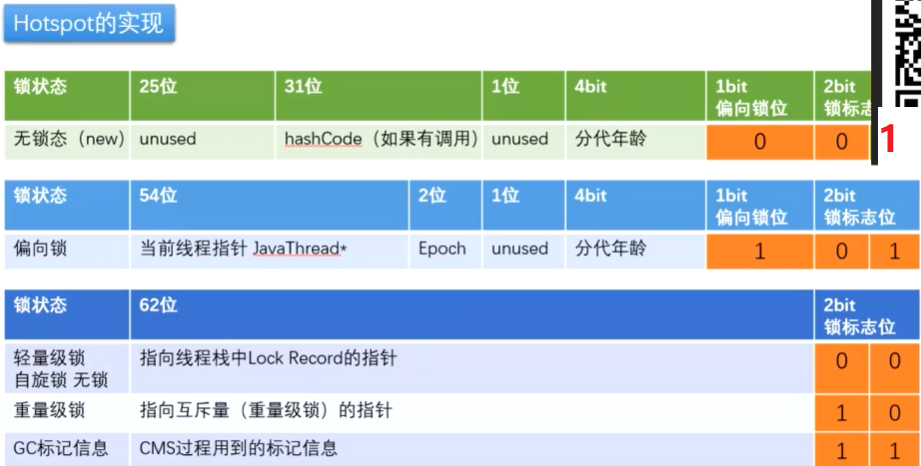 Hotspot的实现
锁状态 25位 31位 1位 4bit 1bit 2bit
偏向锁位 锁标志
无锁态（new） unused hashCode（如果有调用） unused 分代年龄 0 0 1
锁状态 54位 2位 1位 4bit 1bit 2bit
偏向锁位 锁标志位
偏向锁 当前线程指针 JavaThread* Epoch unused 分代年龄 1 0 1
锁状态 62位 2bit
锁标志位
轻量级锁 指向线程栈中Lock Record的指针 0 0
自旋锁 无锁
重量级锁 指向互斥量（重量级锁）的指针 1 0
GC标记信息 CMS过程用到的标记信息 1 1